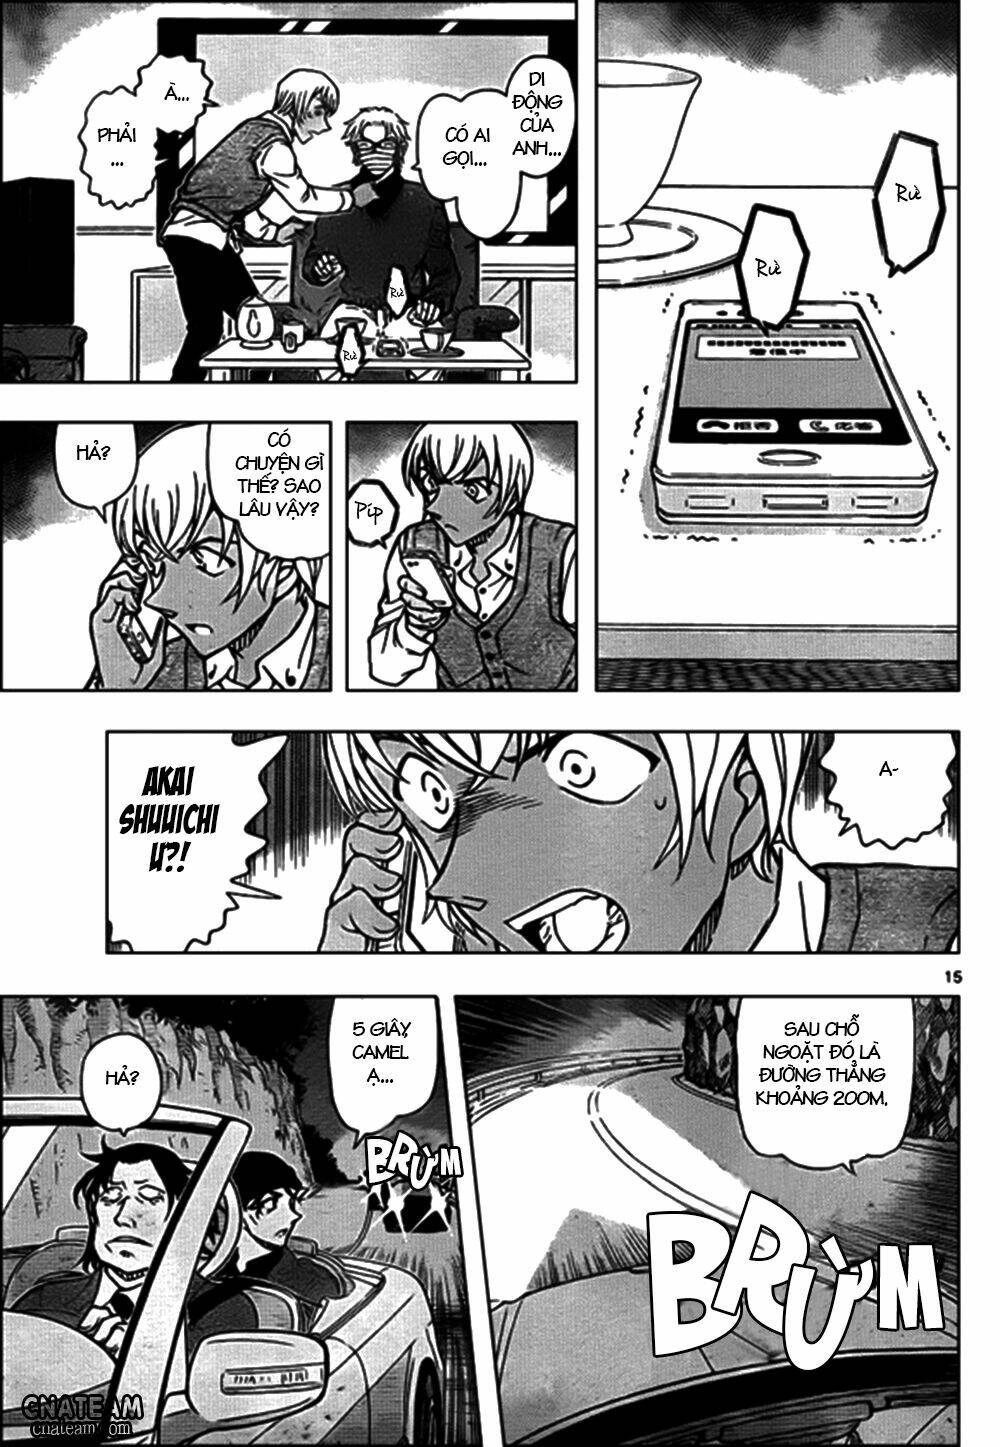 Rừ
Rừ
DI
ĐỘNG
CỦA
ANH...
CÓ AI
GỌI...
À...
PHẢI
...
Rừ
Rừ
Píp
CÓ
CHUYỆN GÌ
THẾ? SAO
LÂU VẬY?
HẢ?
A-
AKAI
SHUUICHI
Ư?!
15
SAU CHỖ
NGOẶT ĐÓ LÀ
ĐƯỜNG THẲNG
KHOẢNG 200M.
BRỪM
5 GIÂY,
CAMEL
Ạ...
BRỪM
HẢ?
CNATEAM
cnateam.com